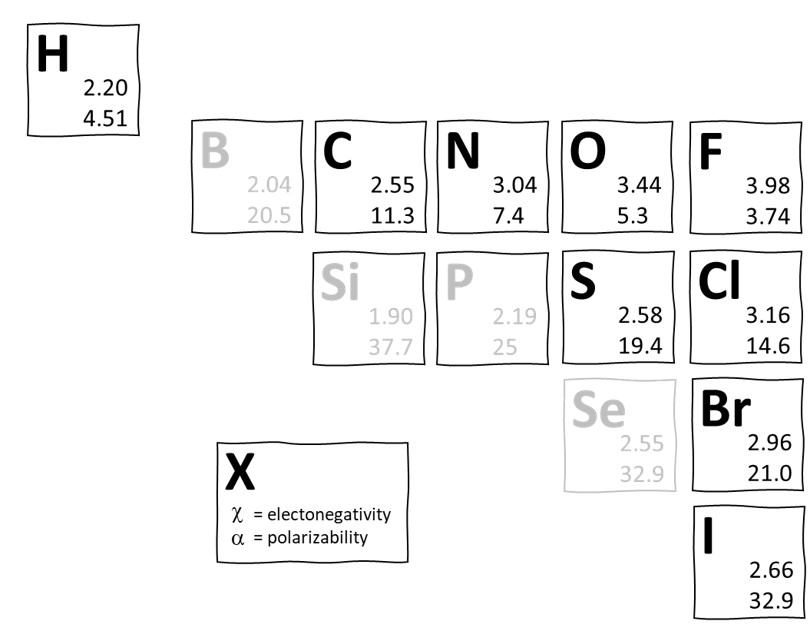 H
2.20
4.51
B
2.04
20.5
C
2.55
11.3
N
3.04
7.4
O
3.44
5.3
F
3.98
3.74
Si
1.90
37.7
P
2.19
25
S
2.58
19.4
Cl
3.16
14.6
Se
2.55
32.9
Br
2.96
21.0
X
χ = electonegativity
α = polarizability
I
2.66
32.9